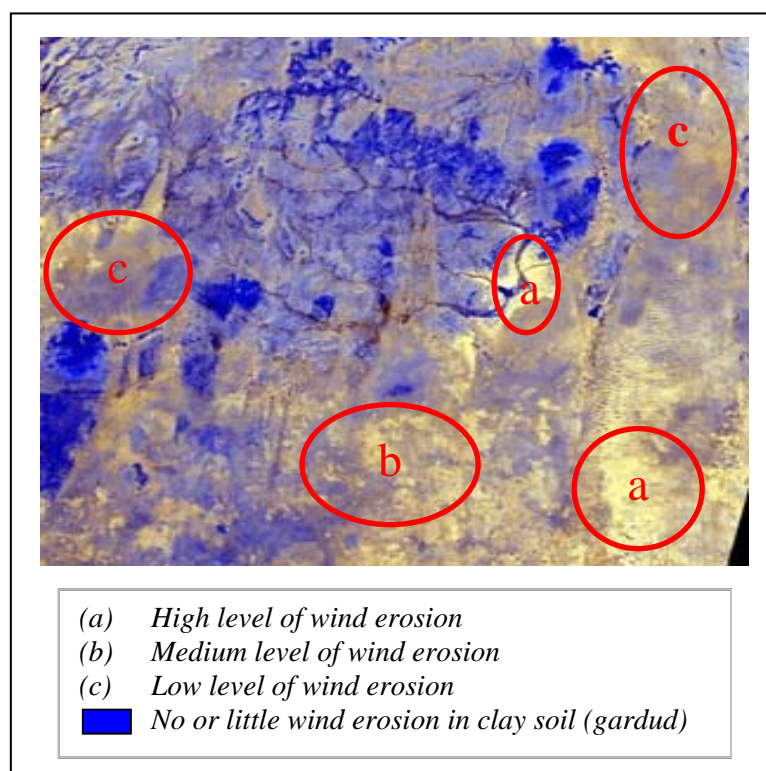 c
c
a
b
a
(a) High level of wind erosion
(b) Medium level of wind erosion
(c) Low level of wind erosion
No or little wind erosion in clay soil (gardud)